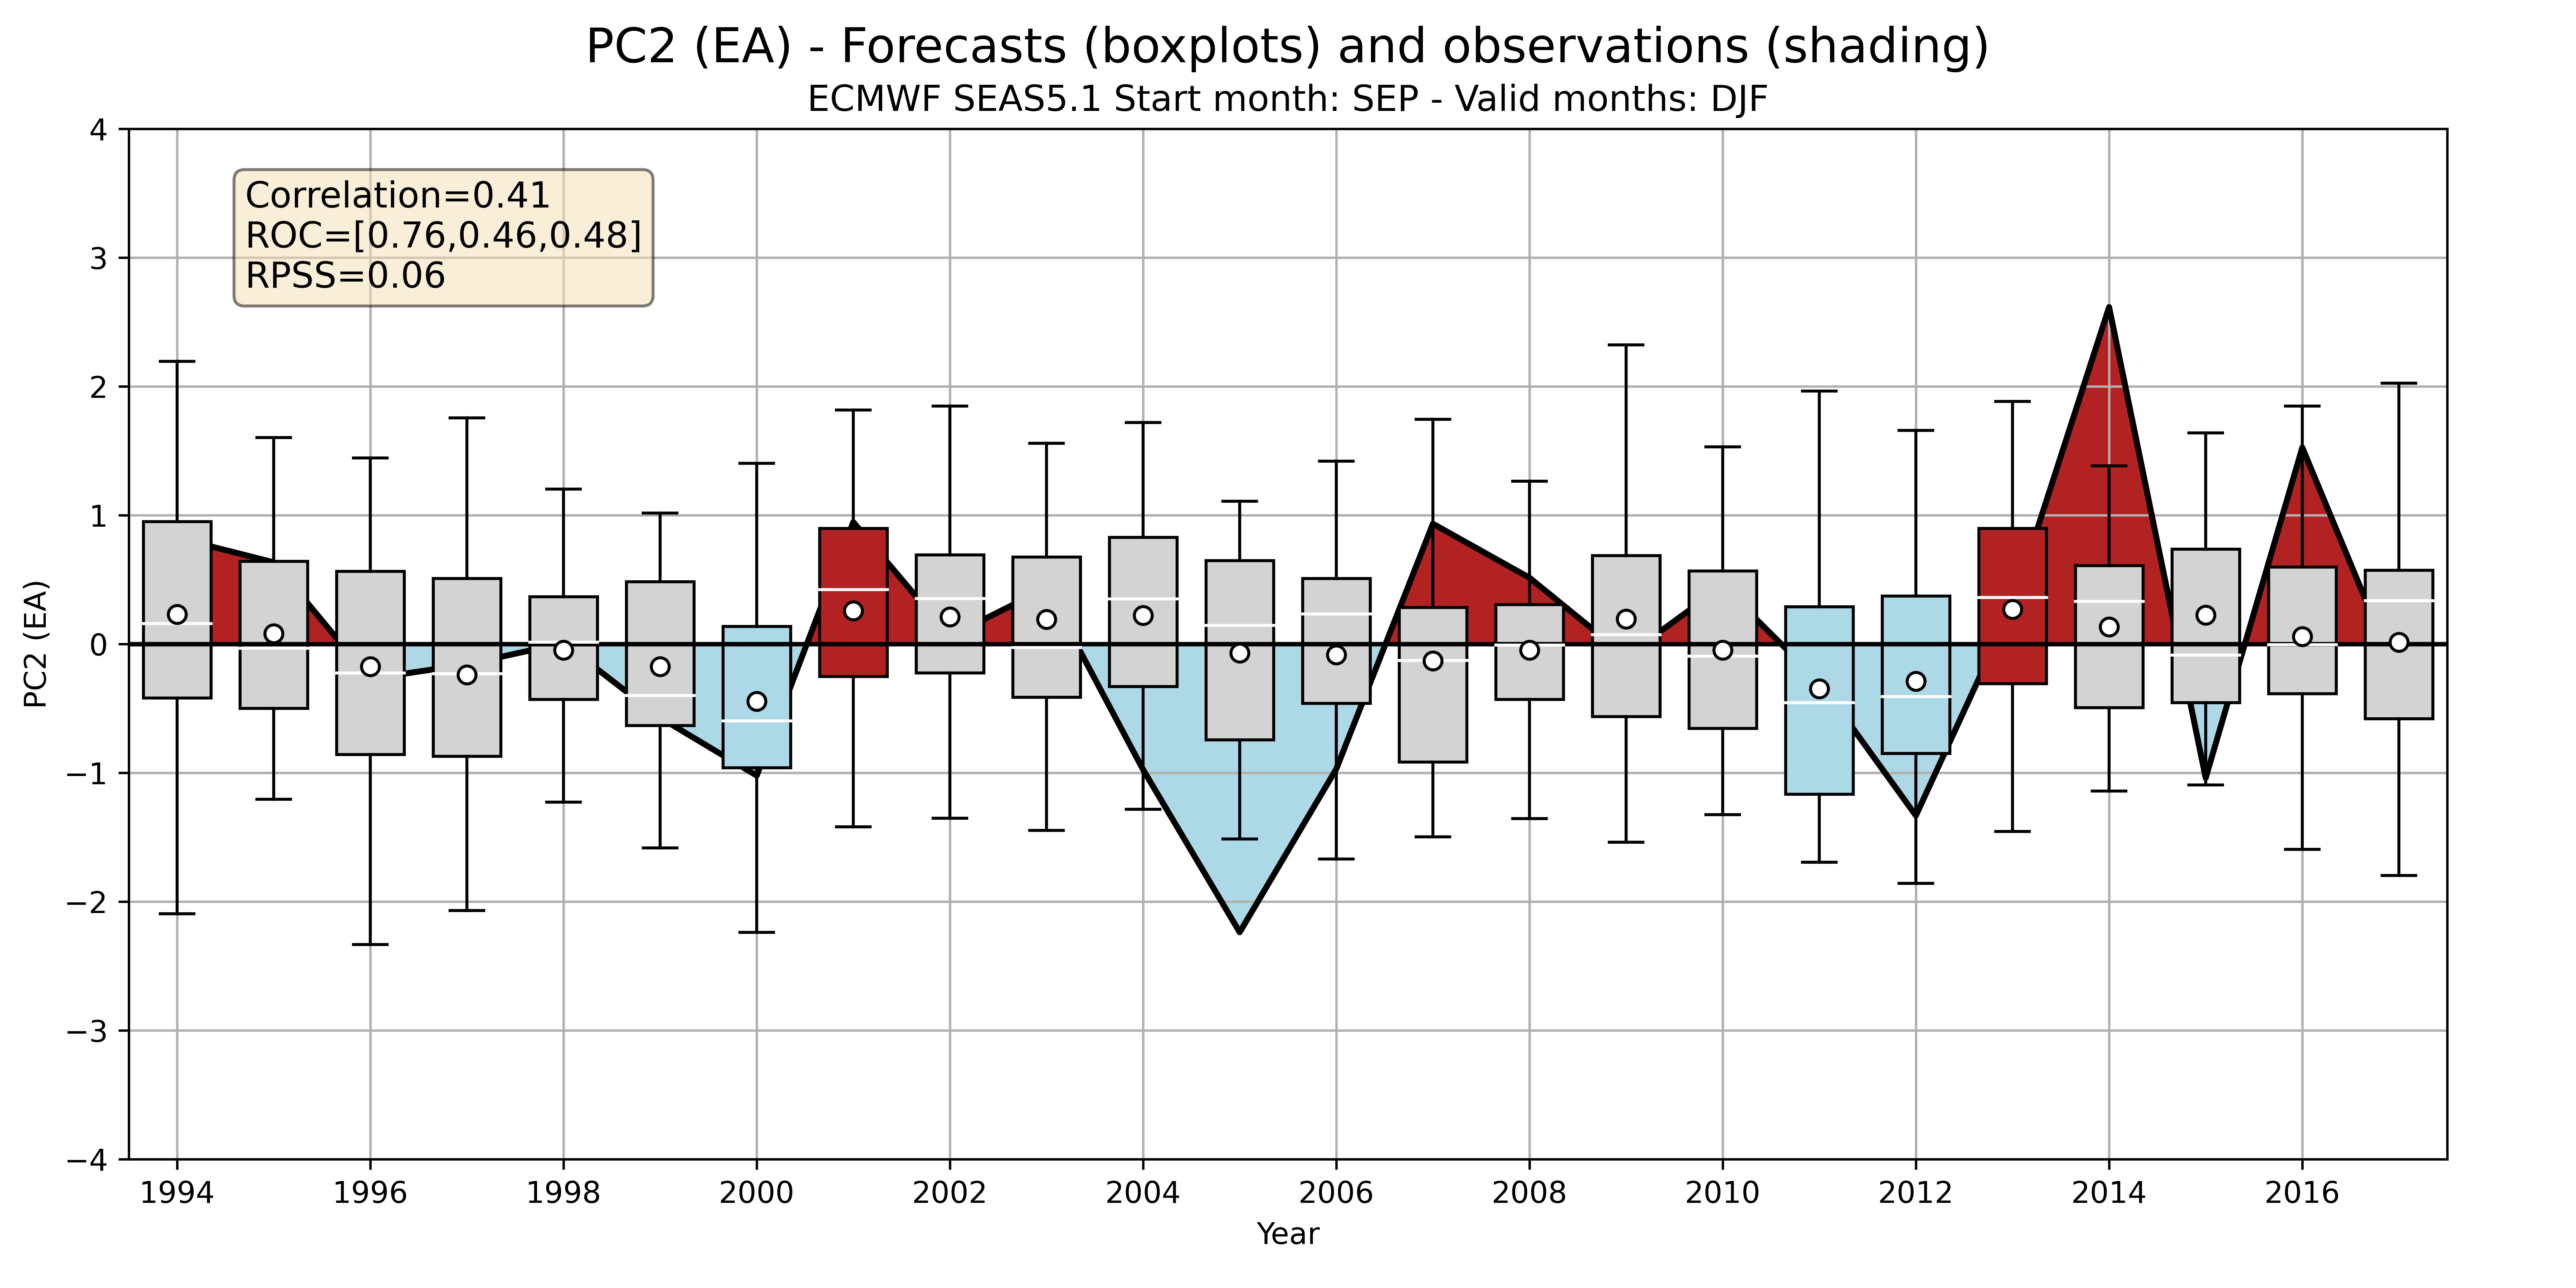 PC2 (EA) - Forecasts (boxplots) and observations (shading)
ECMWF SEAS5.1 Start month: SEP - Valid months: DJF
Correlation=0.41
ROC=[0.76,0.46,0.48]
RPSS=0.06
PC2 (EA)
4
3
2
1
0
−1
−2
−3
−4
1994 1996 1998 2000 2002 2004 2006 2008 2010 2012 2014 2016
Year